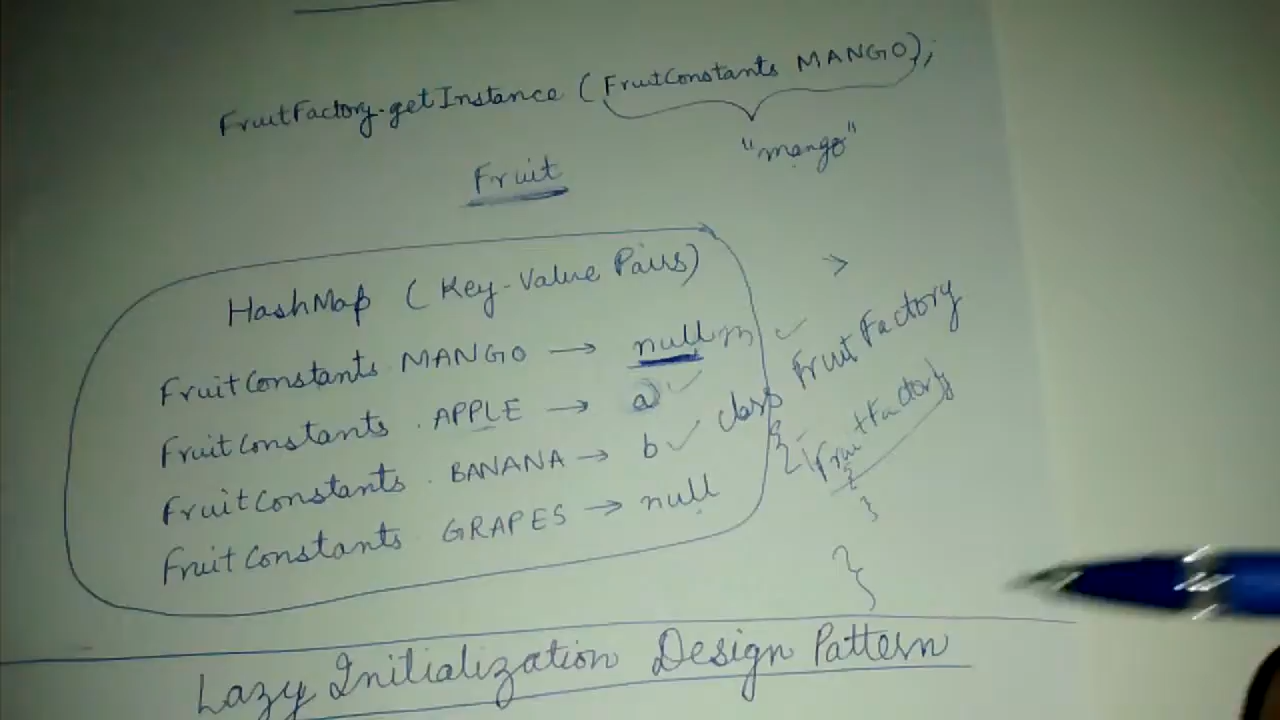 FruitFactory.getInstance (FruitConstants MANGO);
"mango"
Fruit
HashMap (Key-Value Pairs)
FruitConstants MANGO → null m ✓
FruitConstants . APPLE → a ✓
FruitConstants . BANANA → b ✓
FruitConstants GRAPES → null
class FruitFactory
{
FruitFactory
{
}
}
Lazy Initialization Design Pattern